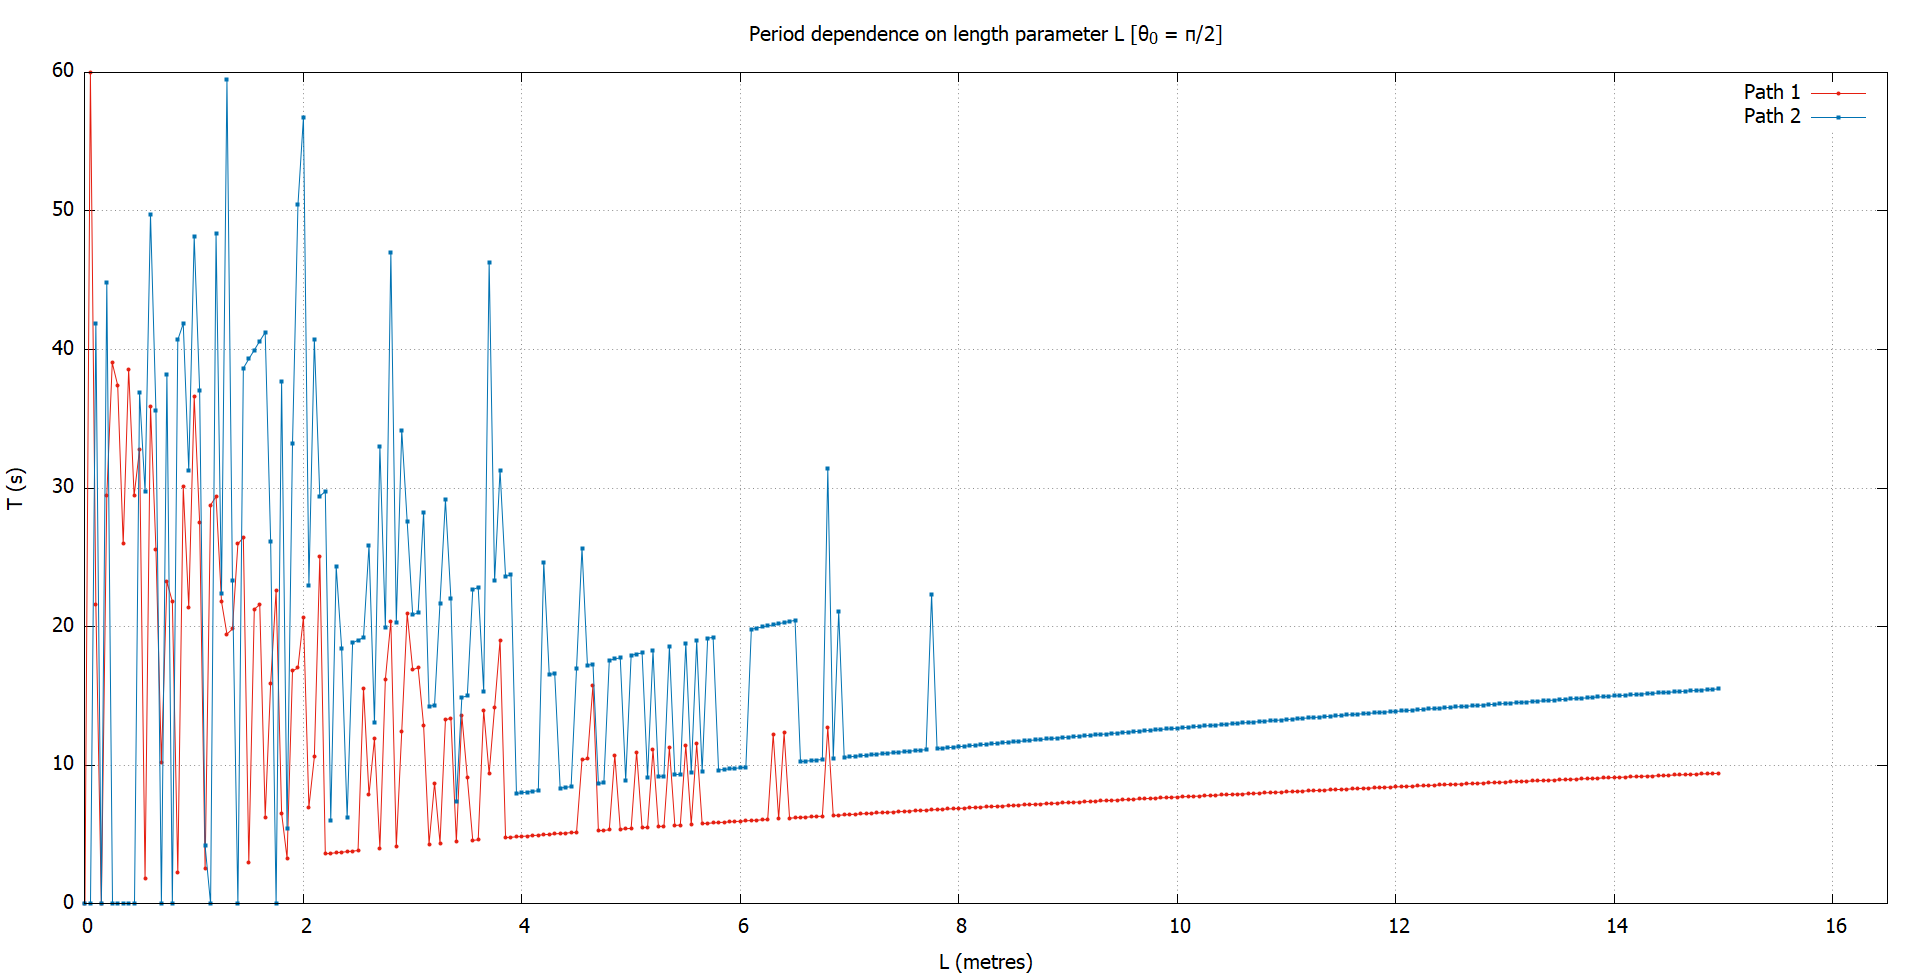 Period dependence on length parameter L [θ₀ = π/2]
60
Path 1
Path 2
50
40
30
T (s)
20
10
0
0 2 4 6 8 10 12 14 16
L (metres)